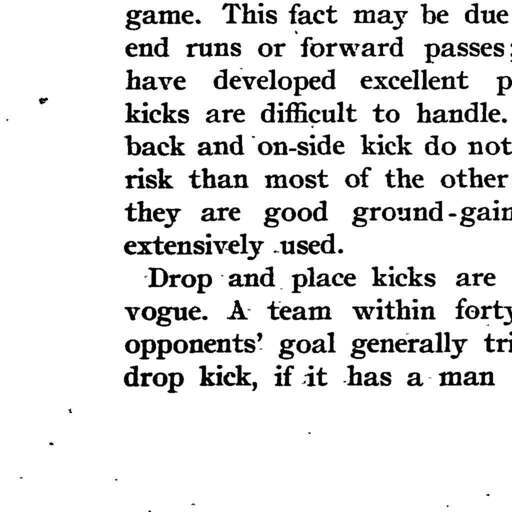 game. This fact may be due
end runs or forward passes;
have developed excellent p
kicks are difficult to handle.
back and on-side kick do not
risk than most of the other
they are good ground-gain
extensively used.
Drop and place kicks are
vogue. A team within forty
opponents' goal generally tri
drop kick, if it has a man